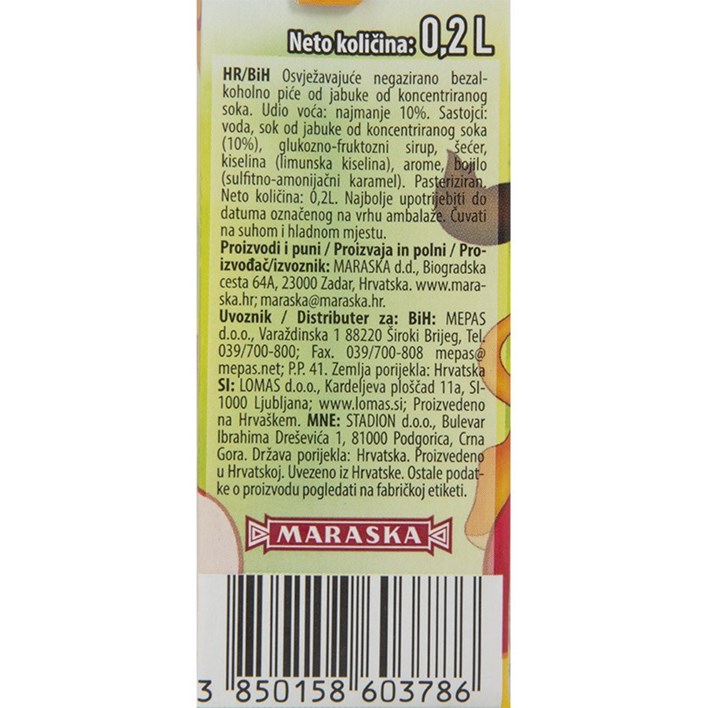 Neto količina: 0,2 L
HR/BiH Osvježavajuće negazirano bezal-
koholno piće od jabuke od koncentriranog
soka. Udio voća: najmanje 10%. Sastojci:
voda, sok od jabuke od koncentriranog soka
(10%), glukozno-fruktozni sirup, šećer,
kiselina (limunska kiselina), arome, bojilo
(sulfitno-amonijačni karamel). Pasteriziran.
Neto količina: 0,2L. Najbolje upotrijebiti do
datuma označenog na vrhu ambalaže. Čuvati
na suhom i hladnom mjestu.
Proizvodi i puni / Proizvaja in polni / Pro-
izvođač/izvoznik: MARASKA d.d., Biogradska
cesta 64A, 23000 Zadar, Hrvatska. www.mara-
ska.hr; maraska@maraska.hr.
Uvoznik / Distributer za: BiH: MEPAS
d.o.o., Varaždinska 1 88220 Široki Brijeg, Tel.
039/700-800; Fax. 039/700-808 mepas@
mepas.net; P.P. 41. Zemlja porijekla: Hrvatska
SI: LOMAS d.o.o., Kardeljeva ploščad 11a, SI-
1000 Ljubljana; www.lomas.si; Proizvedeno
na Hrvaškem. MNE: STADION d.o.o., Bulevar
Ibrahima Dreševića 1, 81000 Podgorica, Crna
Gora. Država porijekla: Hrvatska. Proizvedeno
u Hrvatskoj. Uvezeno iz Hrvatske. Ostale podat-
ke o proizvodu pogledati na fabričkoj etiketi.
MARASKA
3 850158 603786